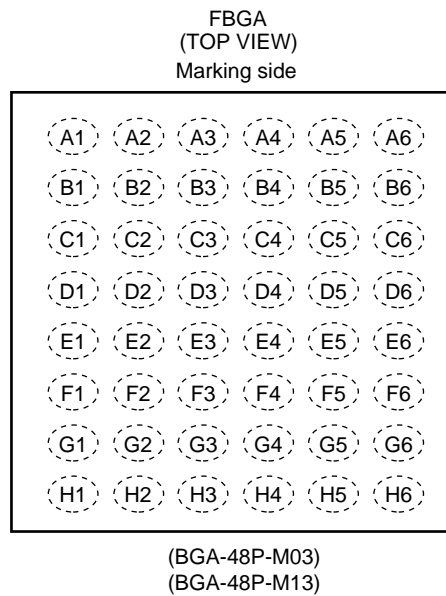 FBGA
(TOP VIEW)
Marking side
A1 A2 A3 A4 A5 A6
B1 B2 B3 B4 B5 B6
C1 C2 C3 C4 C5 C6
D1 D2 D3 D4 D5 D6
E1 E2 E3 E4 E5 E6
F1 F2 F3 F4 F5 F6
G1 G2 G3 G4 G5 G6
H1 H2 H3 H4 H5 H6
(BGA-48P-M03)
(BGA-48P-M13)